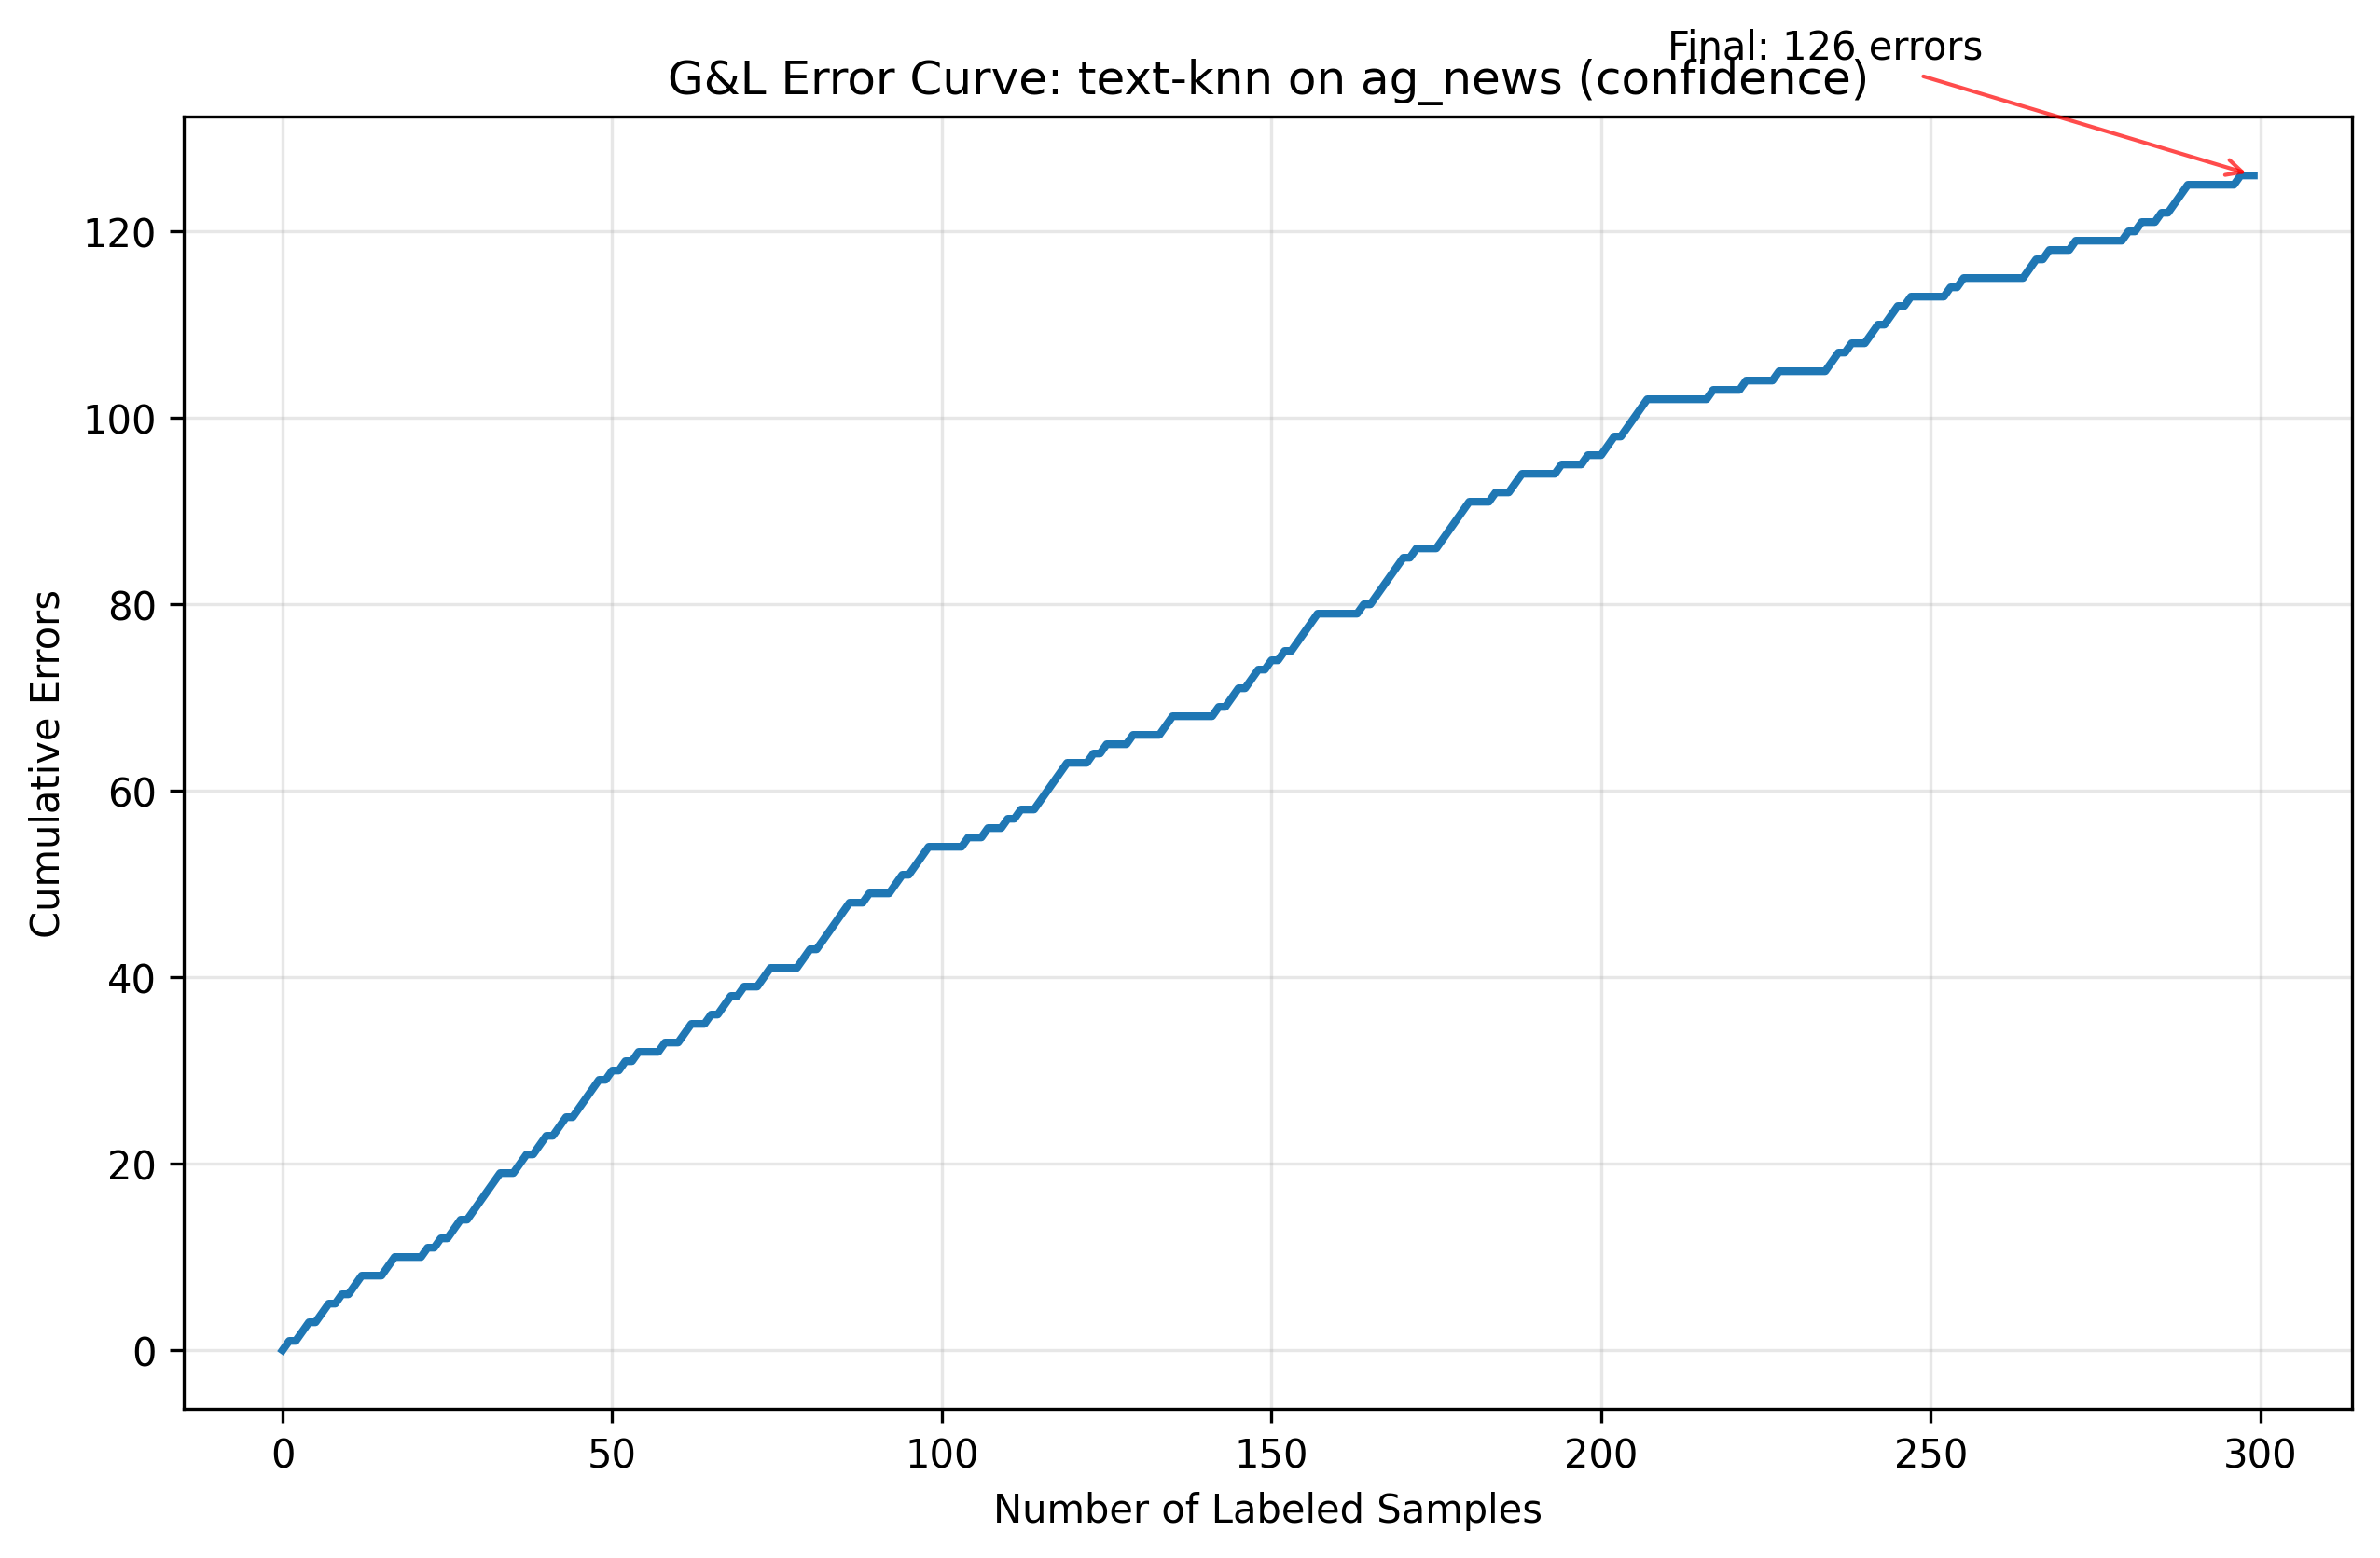 Final: 126 errors
G&L Error Curve: text-knn on ag_news (confidence)
120
100
80
60
40
20
0
Cumulative Errors
0 50 100 150 200 250 300
Number of Labeled Samples